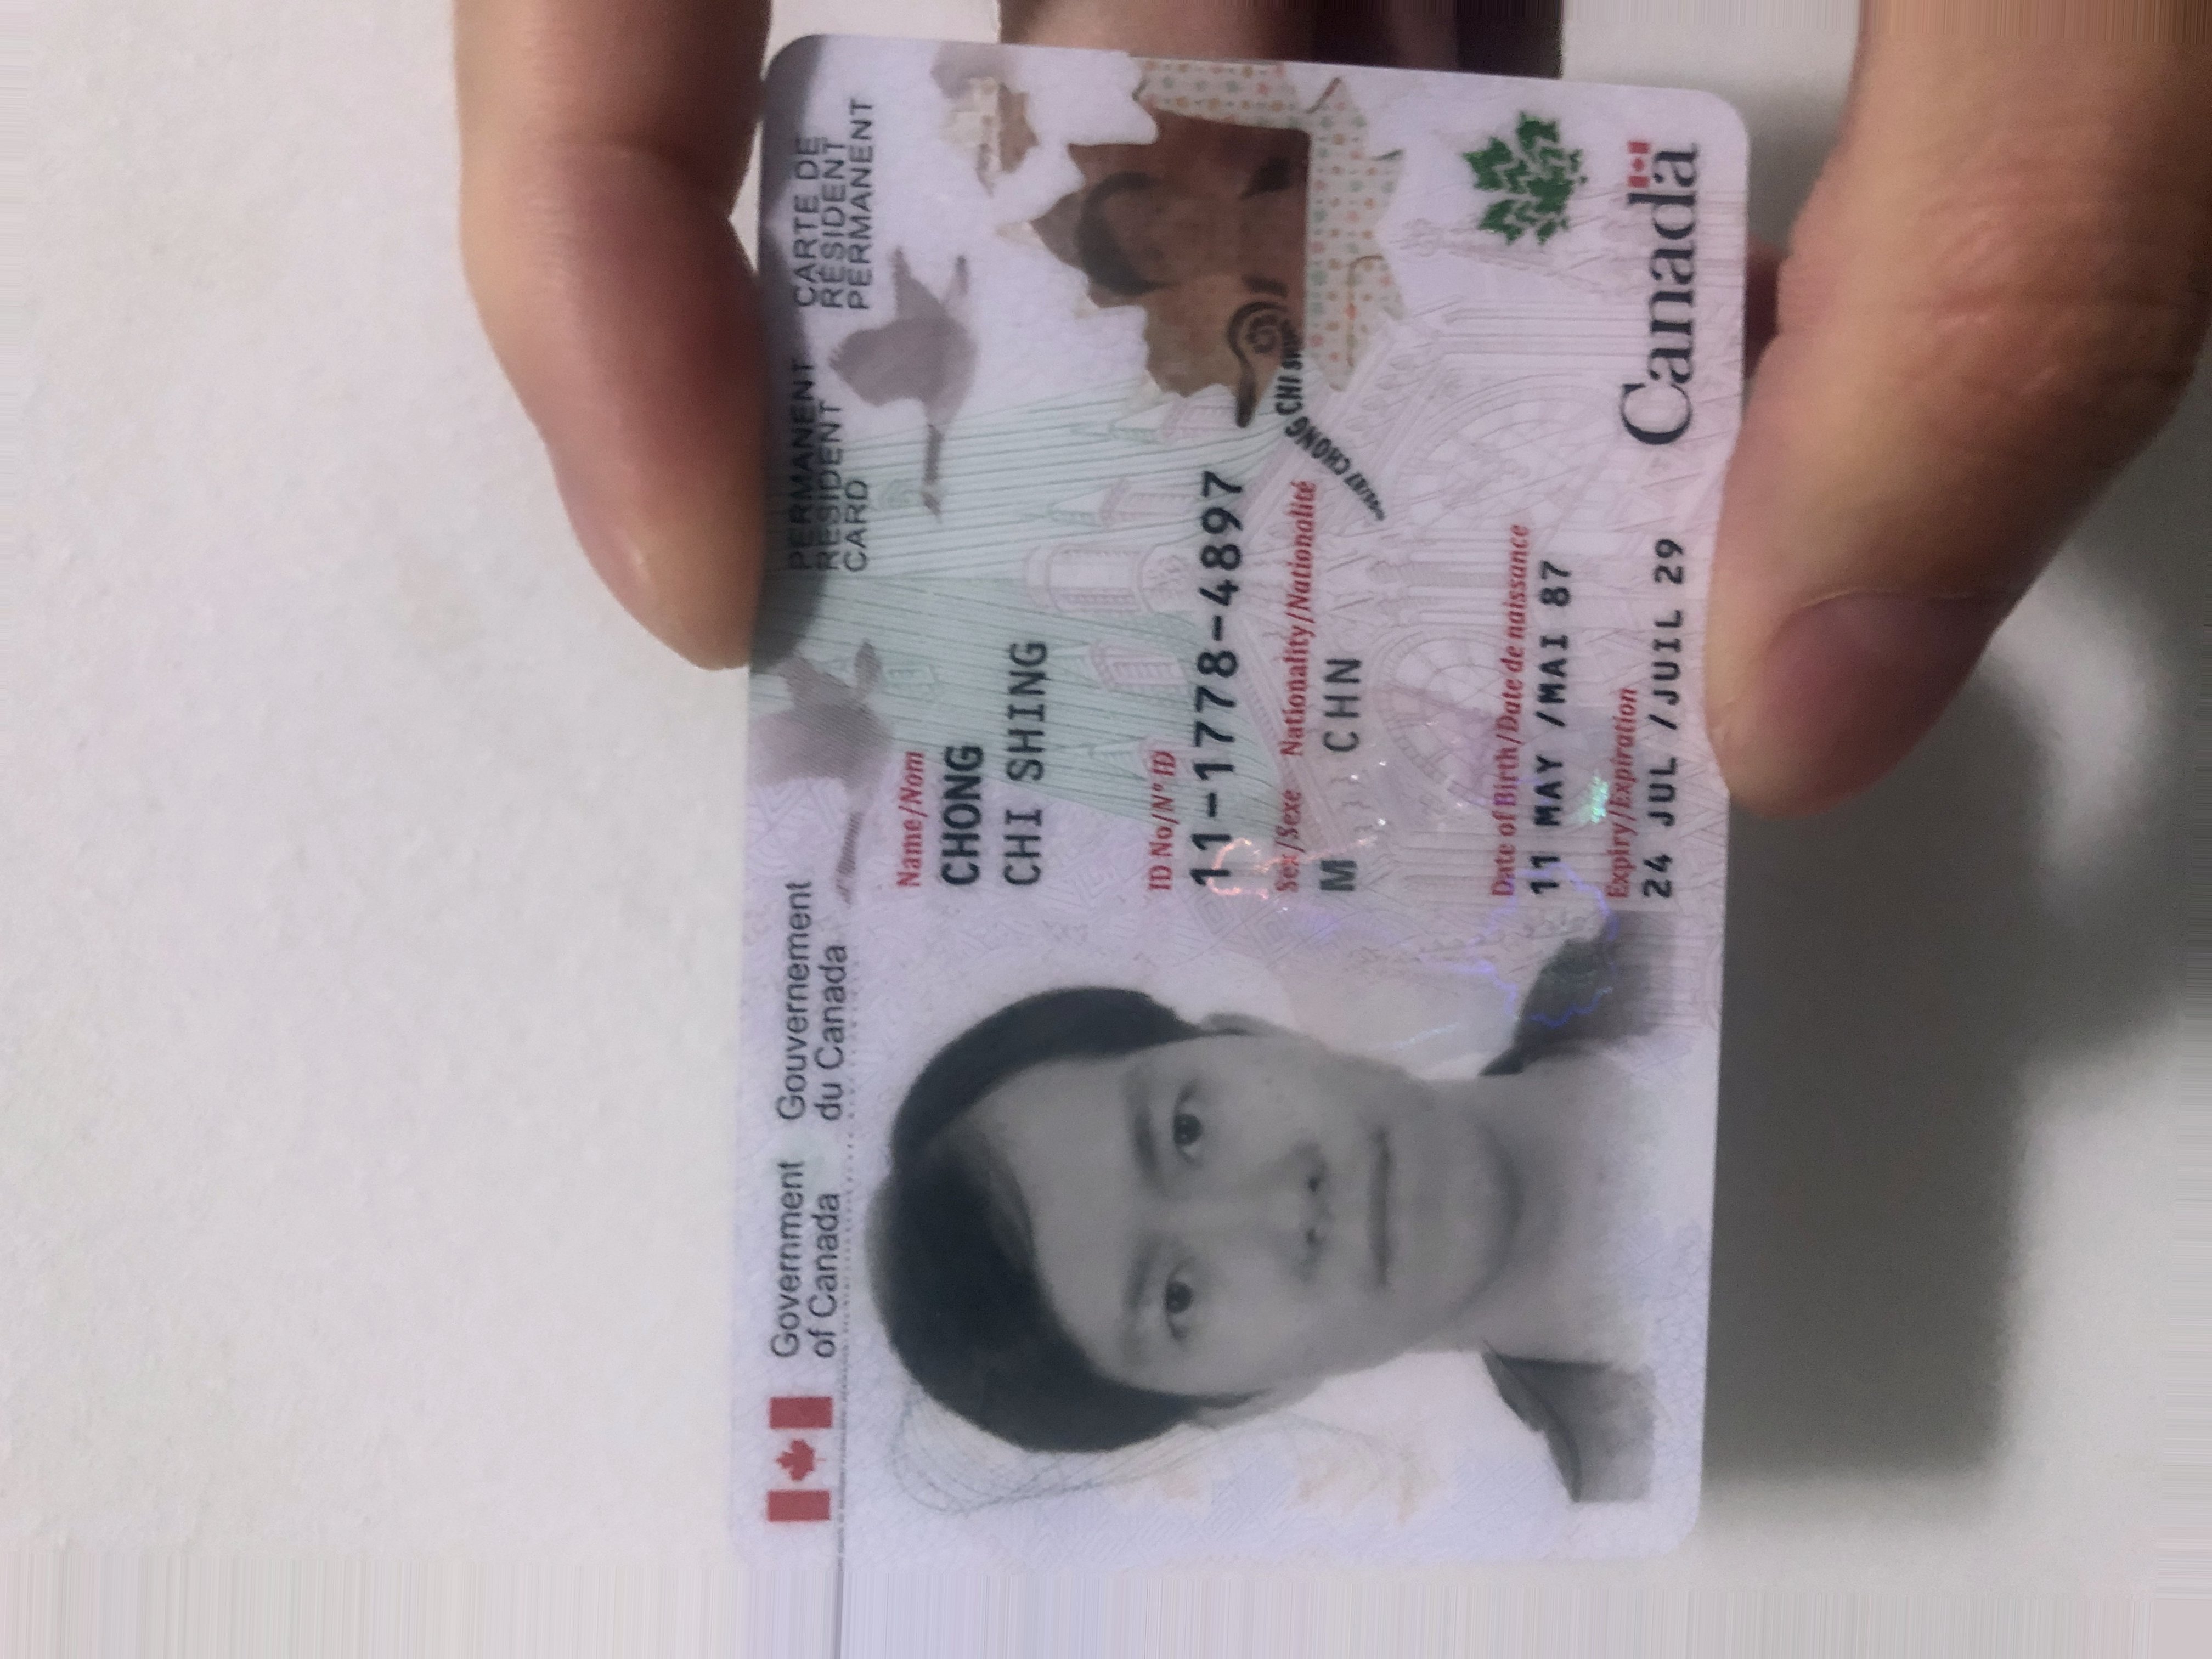 Government of Canada
Gouvernement du Canada
PERMANENT RESIDENT CARD
CARTE DE RÉSIDENT PERMANENT
Name/Nom
CHONG
CHI SHING
ID No/Nº ID
11-1778-4897
Sex/Sexe Nationality/Nationalité
M CHN
Date of Birth/Date de naissance
11 MAY /MAI 87
Expiry/Expiration
24 JUL /JUIL 29
CHONG CHI
CHONG
Canada